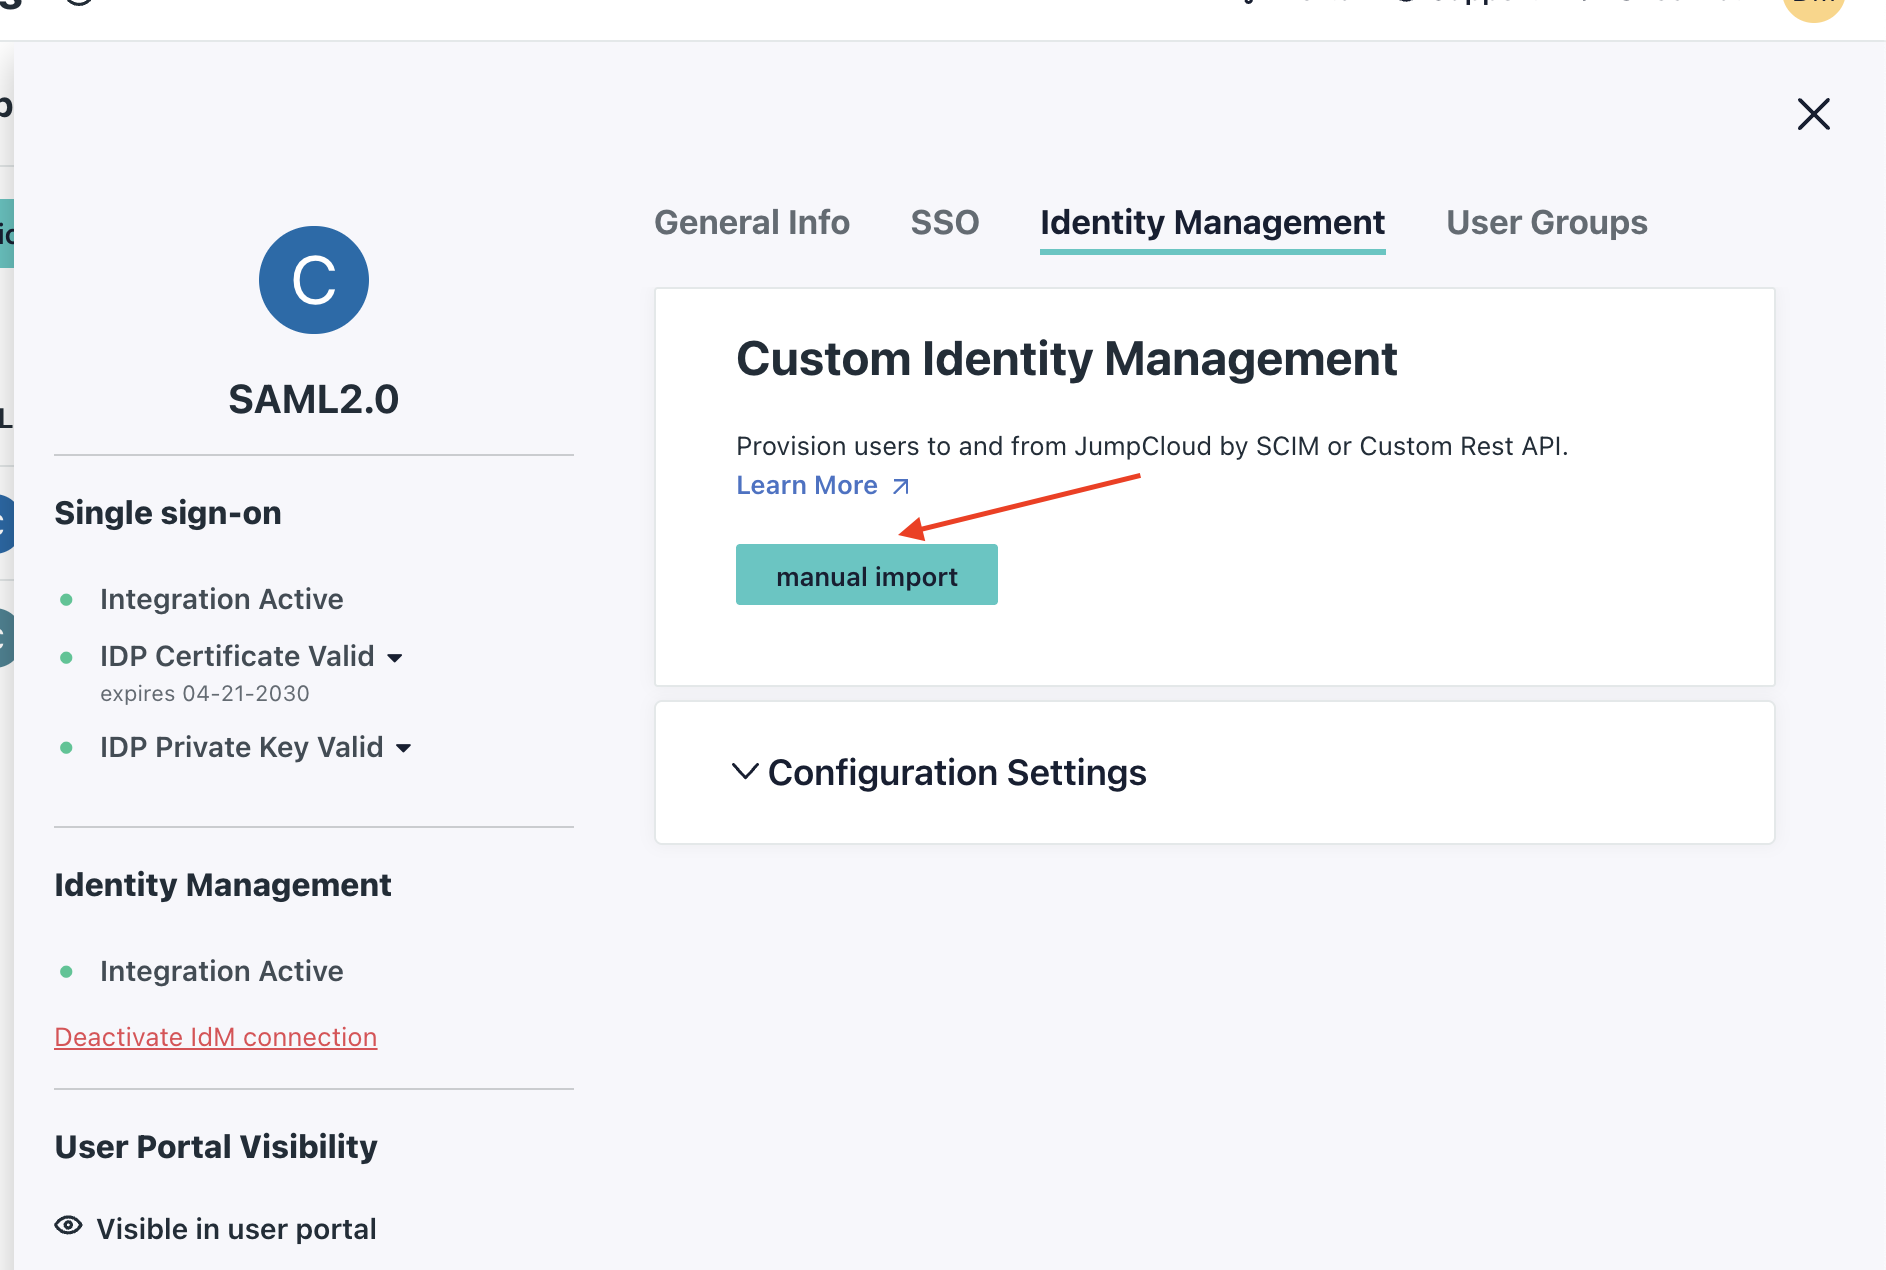 C
SAML2.0
Single sign-on
Integration Active
IDP Certificate Valid
expires 04-21-2030
IDP Private Key Valid
Identity Management
Integration Active
Deactivate IdM connection
User Portal Visibility
Visible in user portal
General Info
SSO
Identity Management
User Groups
Custom Identity Management
Provision users to and from JumpCloud by SCIM or Custom Rest API.
Learn More
manual import
Configuration Settings